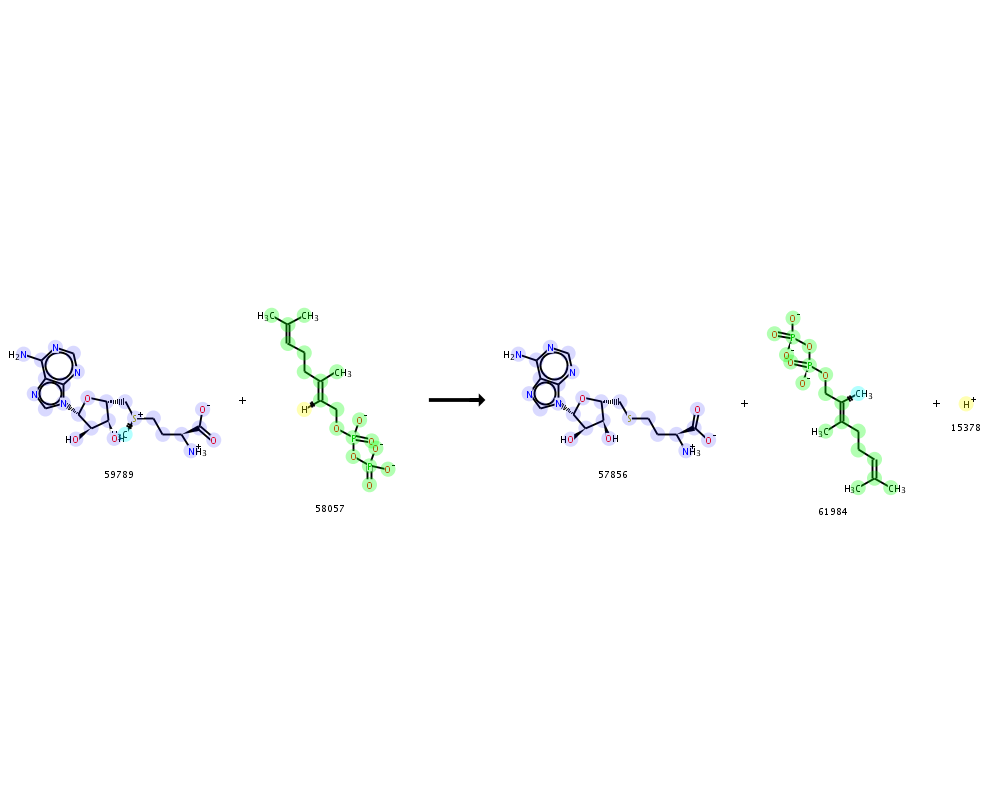 H₃C CH₃
O⁻
O P O⁻ O O P O O⁻
H₂N N N N N
CH₃
H₂N N N N N
CH₃
H
O S⁺ O⁻ O
HO OH C NH₃⁺
+
O O⁻ P O O P O⁻ O⁻ O
O S O O⁻
HO OH NH₃⁺
+
H₃C
+
H⁺
15378
59789
57856
H₃C CH₃
58057
61984